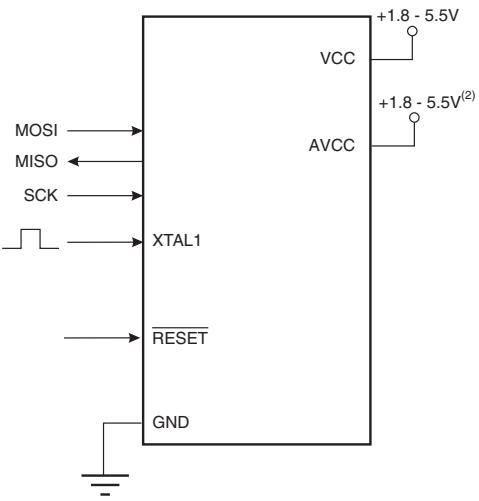 +1.8 - 5.5V
VCC
+1.8 - 5.5V(2)
AVCC
MOSI
MISO
SCK
XTAL1
RESET
GND